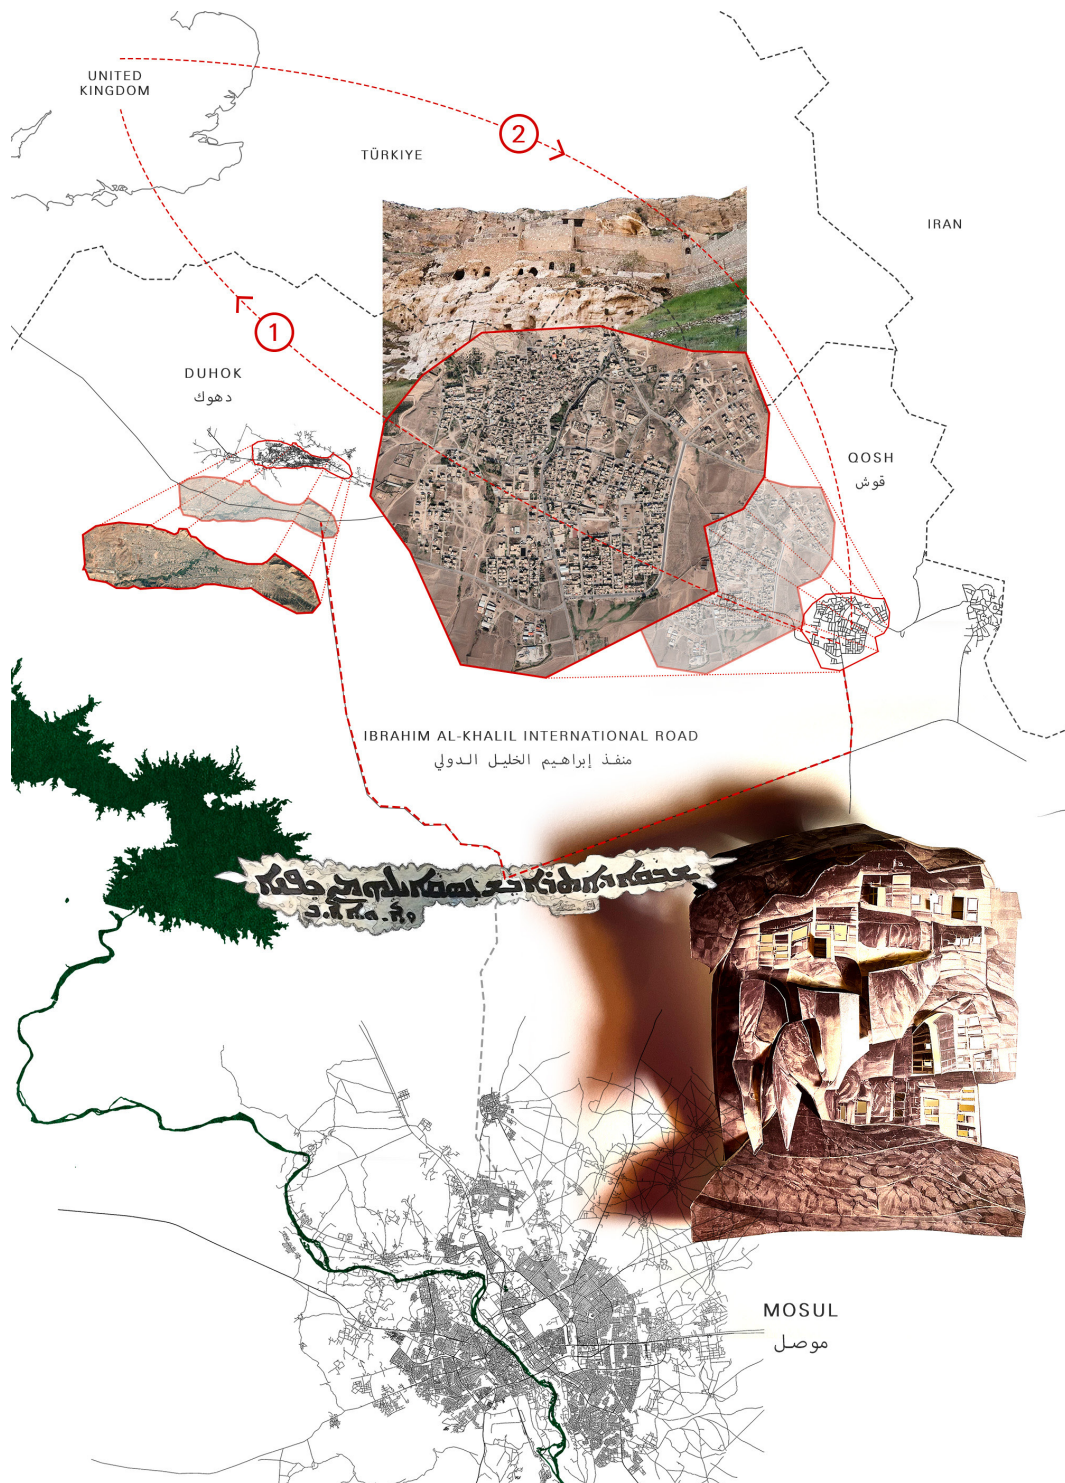 UNITED
KINGDOM
2
TÜRKIYE
IRAN
1
DUHOK
دهوك
QOSH
قوش
IBRAHIM AL-KHALIL INTERNATIONAL ROAD
منفذ إبراهيم الخليل الدولي
MOSUL
موصل